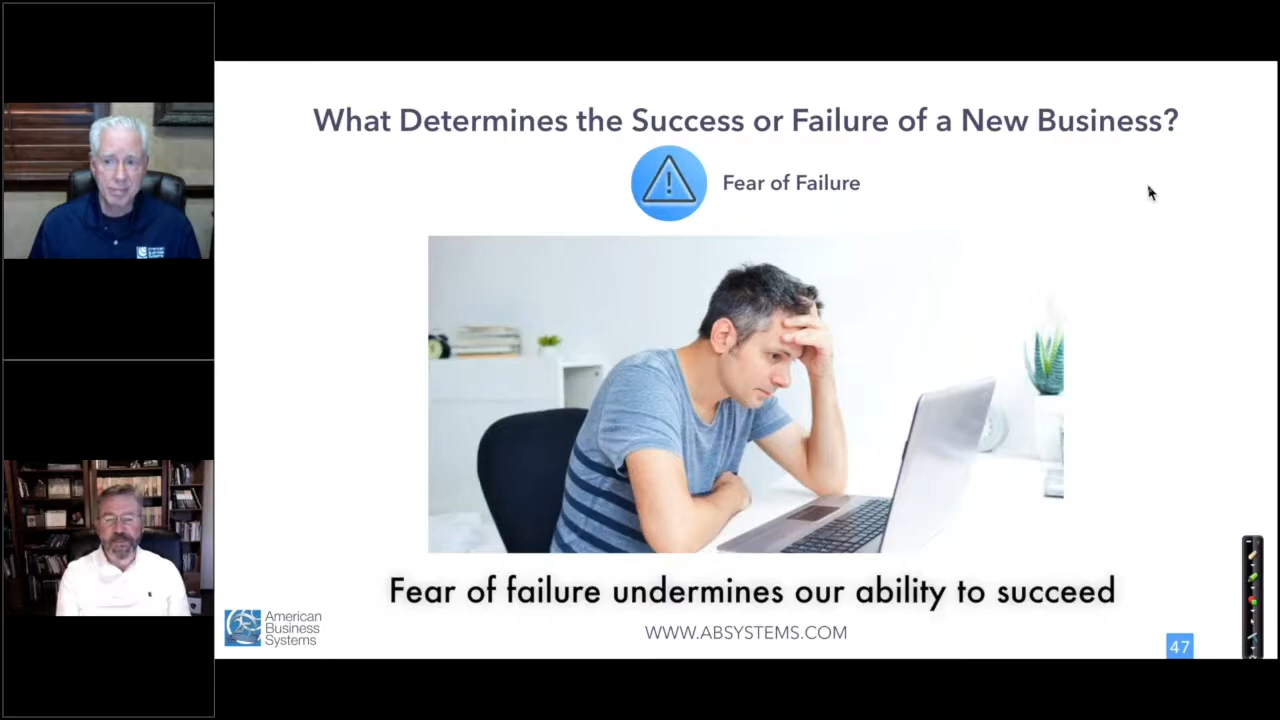 What Determines the Success or Failure of a New Business?
Fear of Failure
Fear of failure undermines our ability to succeed
American
Business
Systems
WWW.ABSYSTEMS.COM
47